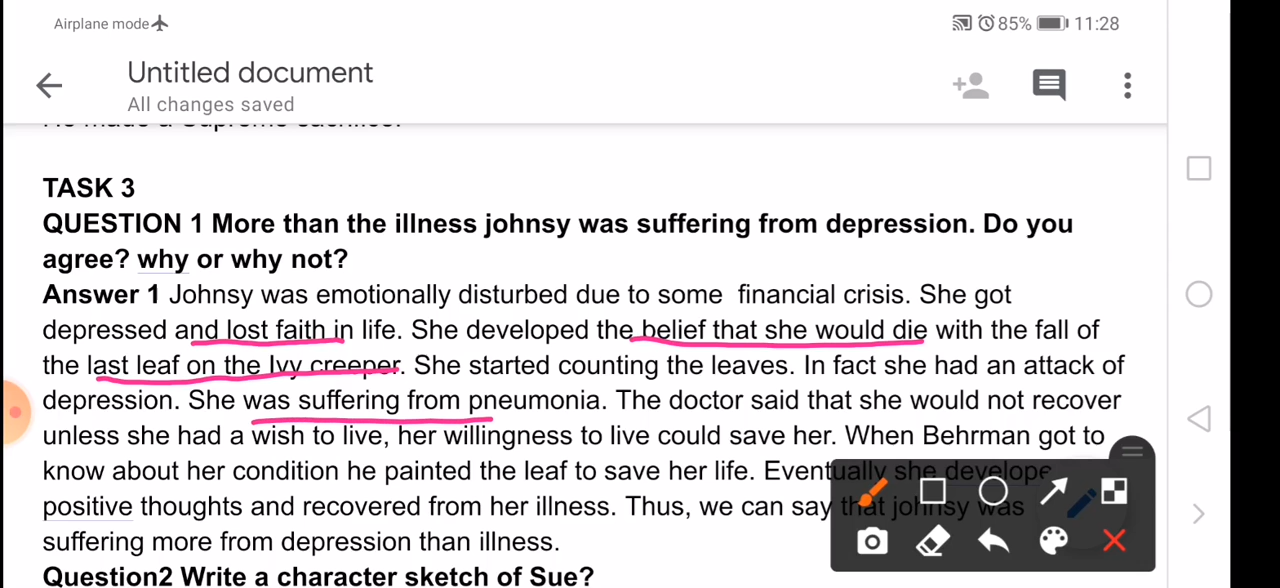 Airplane mode 85% 11:28
Untitled document
All changes saved
He made a Supreme sacrifice.
TASK 3
QUESTION 1 More than the illness johnsy was suffering from depression. Do you
agree? why or why not?
Answer 1 Johnsy was emotionally disturbed due to some financial crisis. She got
depressed and lost faith in life. She developed the belief that she would die with the fall of
the last leaf on the Ivy creeper. She started counting the leaves. In fact she had an attack of
depression. She was suffering from pneumonia. The doctor said that she would not recover
unless she had a wish to live, her willingness to live could save her. When Behrman got to
know about her condition he painted the leaf to save her life. Eventually she develope
positive thoughts and recovered from her illness. Thus, we can say that johnsy was
suffering more from depression than illness.
Question2 Write a character sketch of Sue?